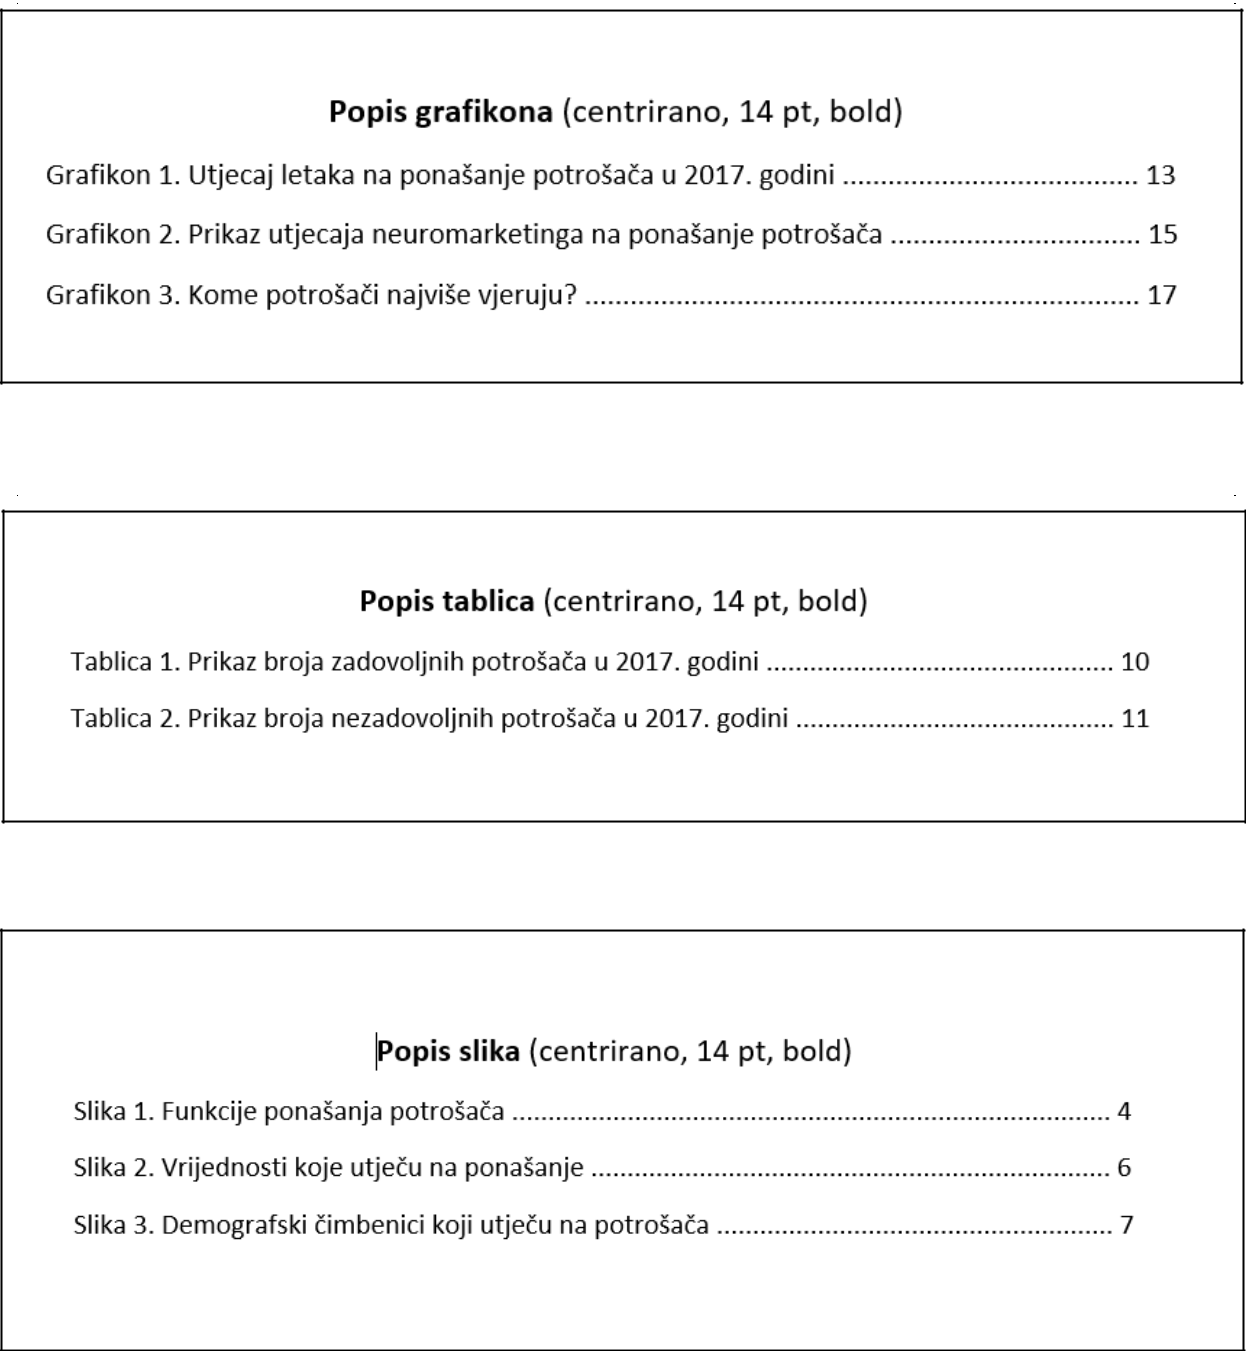 Popis grafikona (centrirano, 14 pt, bold)
Grafikon 1. Utjecaj letaka na ponašanje potrošača u 2017. godini ....................................... 13
Grafikon 2. Prikaz utjecaja neuromarketinga na ponašanje potrošača ................................. 15
Grafikon 3. Kome potrošači najviše vjeruju? ......................................................................... 17
Popis tablica (centrirano, 14 pt, bold)
Tablica 1. Prikaz broja zadovoljnih potrošača u 2017. godini ................................................ 10
Tablica 2. Prikaz broja nezadovoljnih potrošača u 2017. godini ............................................ 11
Popis slika (centrirano, 14 pt, bold)
Slika 1. Funkcije ponašanja potrošača ................................................................................... 4
Slika 2. Vrijednosti koje utječu na ponašanje ........................................................................ 6
Slika 3. Demografski čimbenici koji utječu na potrošača ....................................................... 7